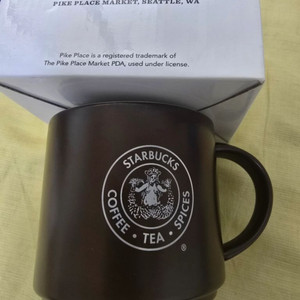 PIKE PLACE MARKET, SEATTLE, WA
Pike Place is a registered trademark of
The Pike Place Market PDA, used under license.
STARBUCKS
COFFEE • TEA • SPICES
®